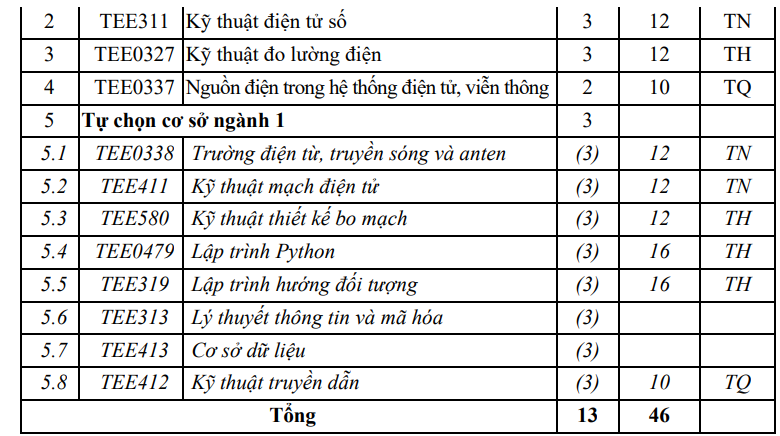 2 TEE311 Kỹ thuật điện tử số 3 12 TN
3 TEE0327 Kỹ thuật đo lường điện 3 12 TH
4 TEE0337 Nguồn điện trong hệ thống điện tử, viễn thông 2 10 TQ
5 Tự chọn cơ sở ngành 1 3
5.1 TEE0338 Trường điện từ, truyền sóng và anten (3) 12 TN
5.2 TEE411 Kỹ thuật mạch điện tử (3) 12 TN
5.3 TEE580 Kỹ thuật thiết kế bo mạch (3) 12 TH
5.4 TEE0479 Lập trình Python (3) 16 TH
5.5 TEE319 Lập trình hướng đối tượng (3) 16 TH
5.6 TEE313 Lý thuyết thông tin và mã hóa (3)
5.7 TEE413 Cơ sở dữ liệu (3)
5.8 TEE412 Kỹ thuật truyền dẫn (3) 10 TQ
Tổng 13 46